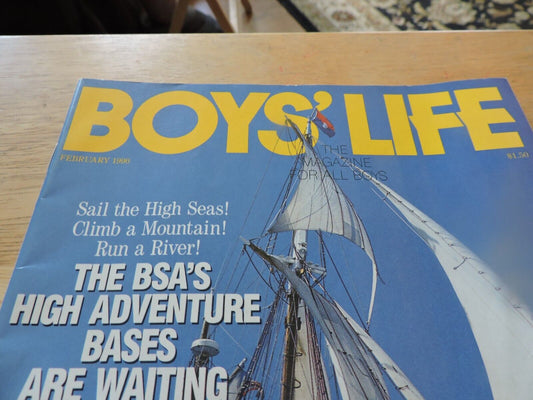 BOYS' LIFE
FEBRUARY 1990
$1.50
THE
MAGAZINE
FOR ALL BOYS
Sail the High Seas!
Climb a Mountain!
Run a River!
THE BSA'S
HIGH ADVENTURE
BASES
ARE WAITING